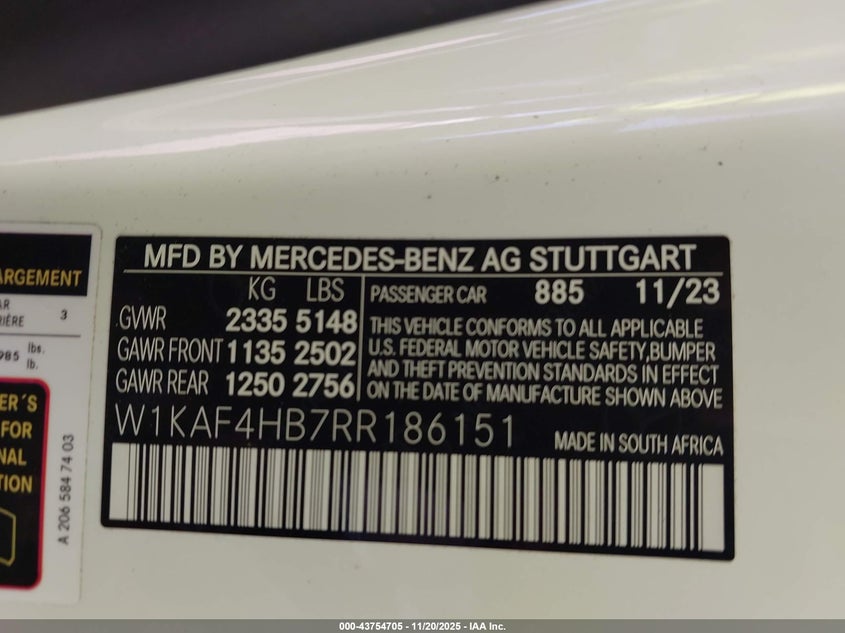 ARGEMENT
AR
IÈRE 3
985 lbs.
lb.
ER´S
FOR
NAL
TION
A 206 584 74 03
MFD BY MERCEDES-BENZ AG STUTTGART
KG LBS
GVWR 2335 5148
GAWR FRONT 1135 2502
GAWR REAR 1250 2756
PASSENGER CAR 885 11/23
THIS VEHICLE CONFORMS TO ALL APPLICABLE
U.S. FEDERAL MOTOR VEHICLE SAFETY,BUMPER
AND THEFT PREVENTION STANDARDS IN EFFECT
ON THE DATE OF MANUFACTURE SHOWN ABOVE
W1KAF4HB7RR186151 MADE IN SOUTH AFRICA
000-43754705 - 11/20/2025 - IAA Inc.